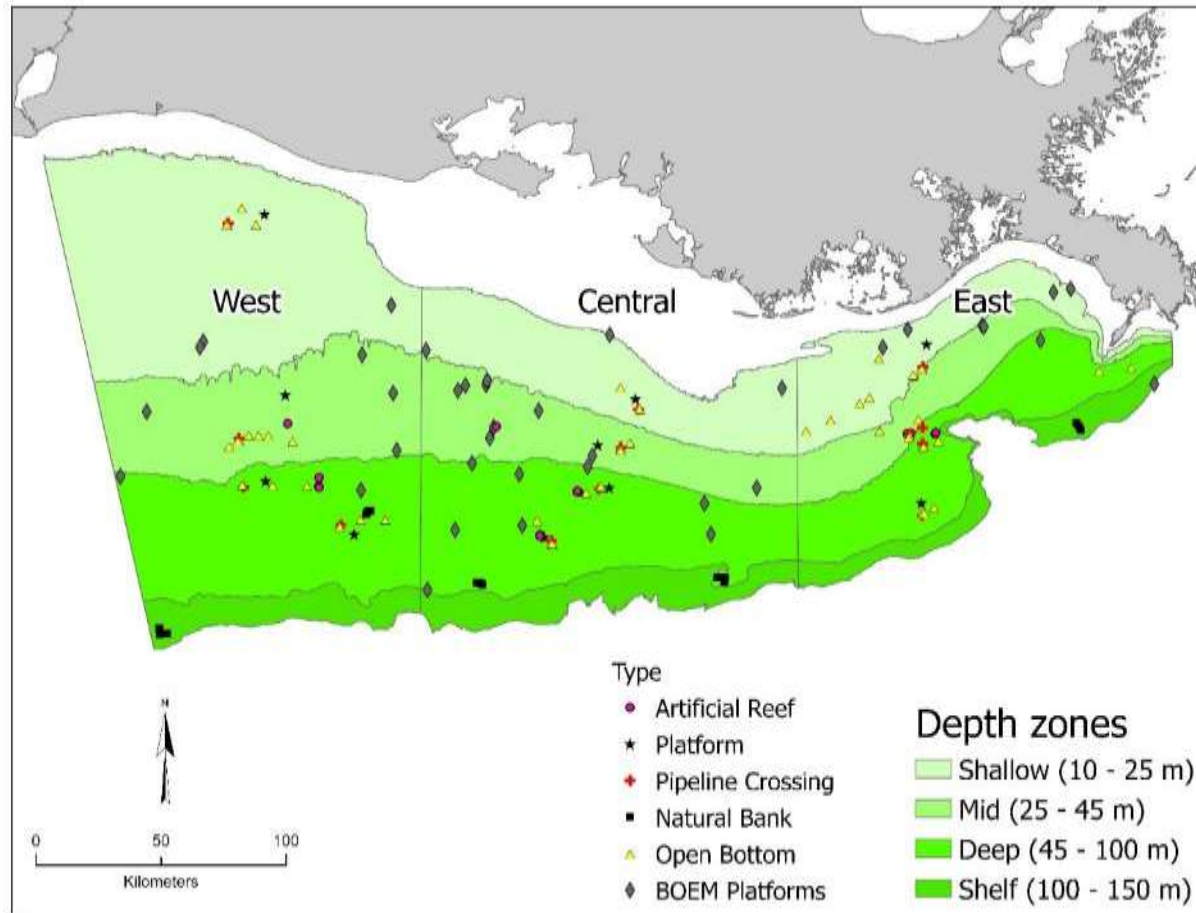 West
Central
East
Type
Artificial Reef
Platform
Pipeline Crossing
Natural Bank
Open Bottom
BOEM Platforms
Depth zones
Shallow (10 - 25 m)
Mid (25 - 45 m)
Deep (45 - 100 m)
Shelf (100 - 150 m)
N
0 50 100
Kilometers